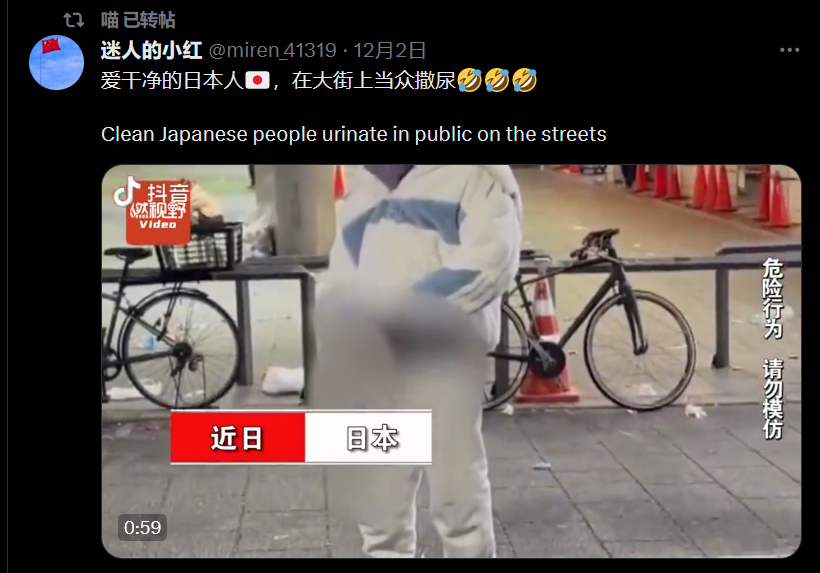 喵 已转帖
迷人的小红 @miren_41319 · 12月2日
爱干净的日本人🇯🇵，在大街上当众撒尿🤣🤣🤣
Clean Japanese people urinate in public on the streets
抖音
燃视野
Video
危险行为 请勿模仿
近日 日本
0:59